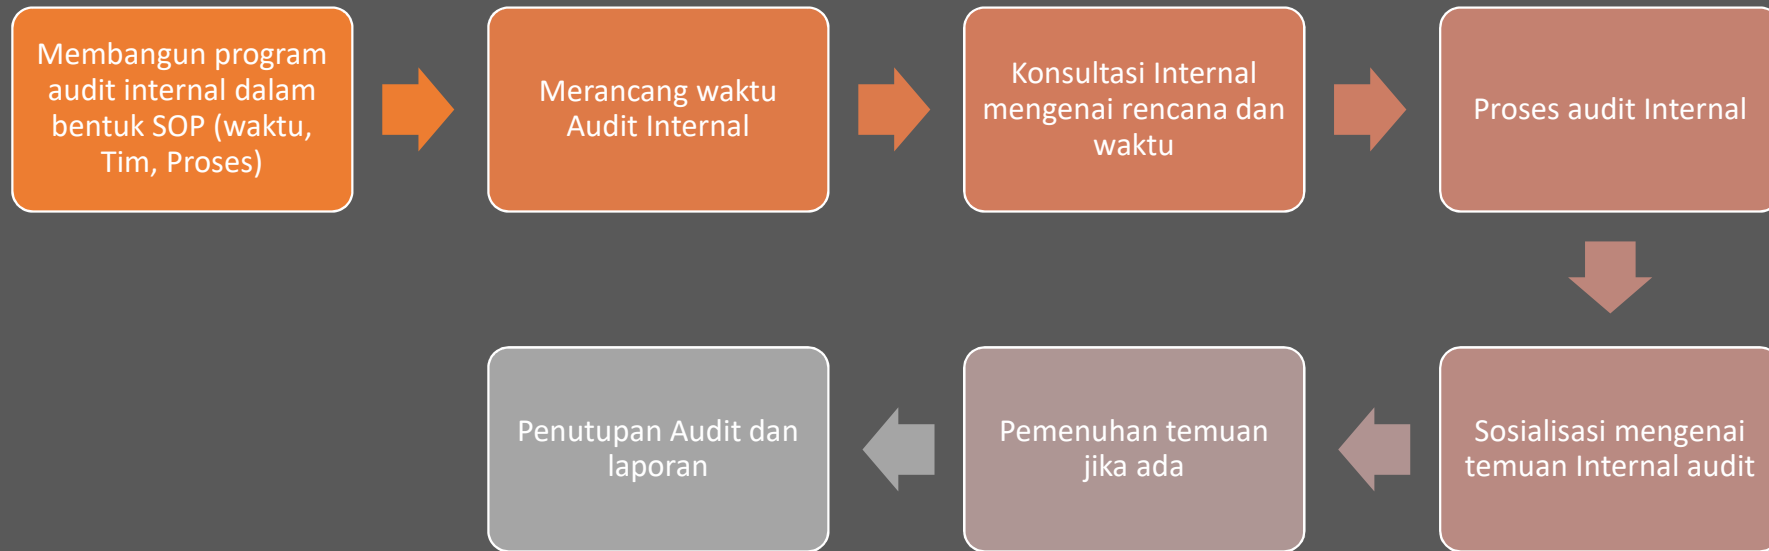 Membangun program
audit internal dalam
bentuk SOP (waktu,
Tim, Proses)
Merancang waktu
Audit Internal
Konsultasi Internal
mengenai rencana dan
waktu
Proses audit Internal
Sosialisasi mengenai
temuan Internal audit
Pemenuhan temuan
jika ada
Penutupan Audit dan
laporan